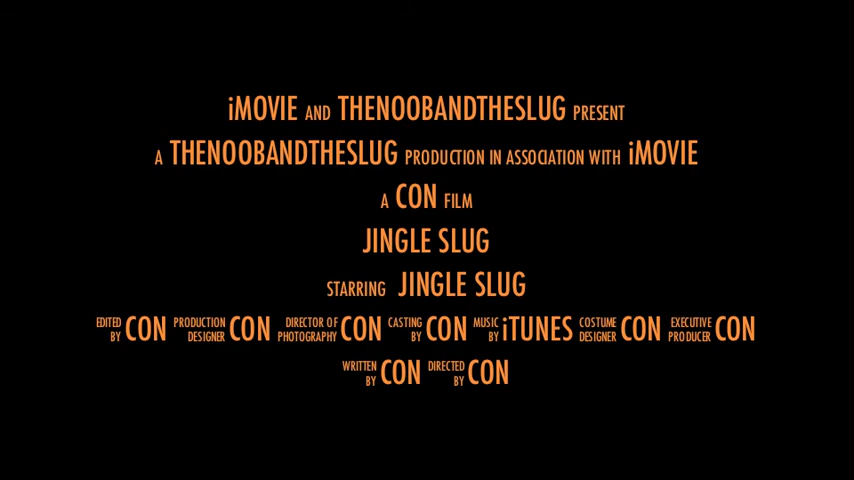 iMOVIE AND THENOOBANDTHESLUG PRESENT
A THENOOBANDTHESLUG PRODUCTION IN ASSOCIATION WITH iMOVIE
A CON FILM
JINGLE SLUG
STARRING JINGLE SLUG
EDITED BY CON PRODUCTION DESIGNER CON DIRECTOR OF PHOTOGRAPHY CON CASTING BY CON MUSIC BY iTUNES COSTUME DESIGNER CON EXECUTIVE PRODUCER CON
WRITTEN BY CON DIRECTED BY CON